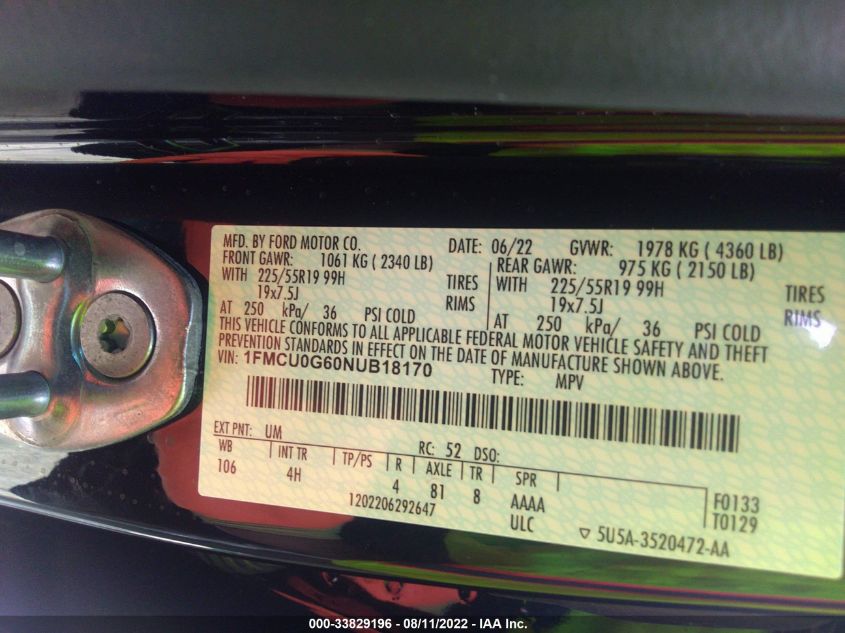 MFD. BY FORD MOTOR CO. DATE: 06/22 GVWR: 1978 KG ( 4360 LB)
FRONT GAWR: 1061 KG ( 2340 LB) REAR GAWR: 975 KG ( 2150 LB)
WITH 225/55R19 99H TIRES WITH 225/55R19 99H TIRES
19x7.5J RIMS 19x7.5J RIMS
AT 250 kPa/ 36 PSI COLD AT 250 kPa/ 36 PSI COLD
THIS VEHICLE CONFORMS TO ALL APPLICABLE FEDERAL MOTOR VEHICLE SAFETY AND THEFT
PREVENTION STANDARDS IN EFFECT ON THE DATE OF MANUFACTURE SHOWN ABOVE.
VIN: 1FMCU0G60NUB18170 TYPE: MPV
EXT PNT: UM RC: 52 DSO:
WB INT TR TP/PS R AXLE TR SPR
106 4H 4 81 8 AAAA F0133
1202206292647 ULC T0129
▽ 5U5A-3520472-AA
000-33829196 - 08/11/2022 - IAA Inc.